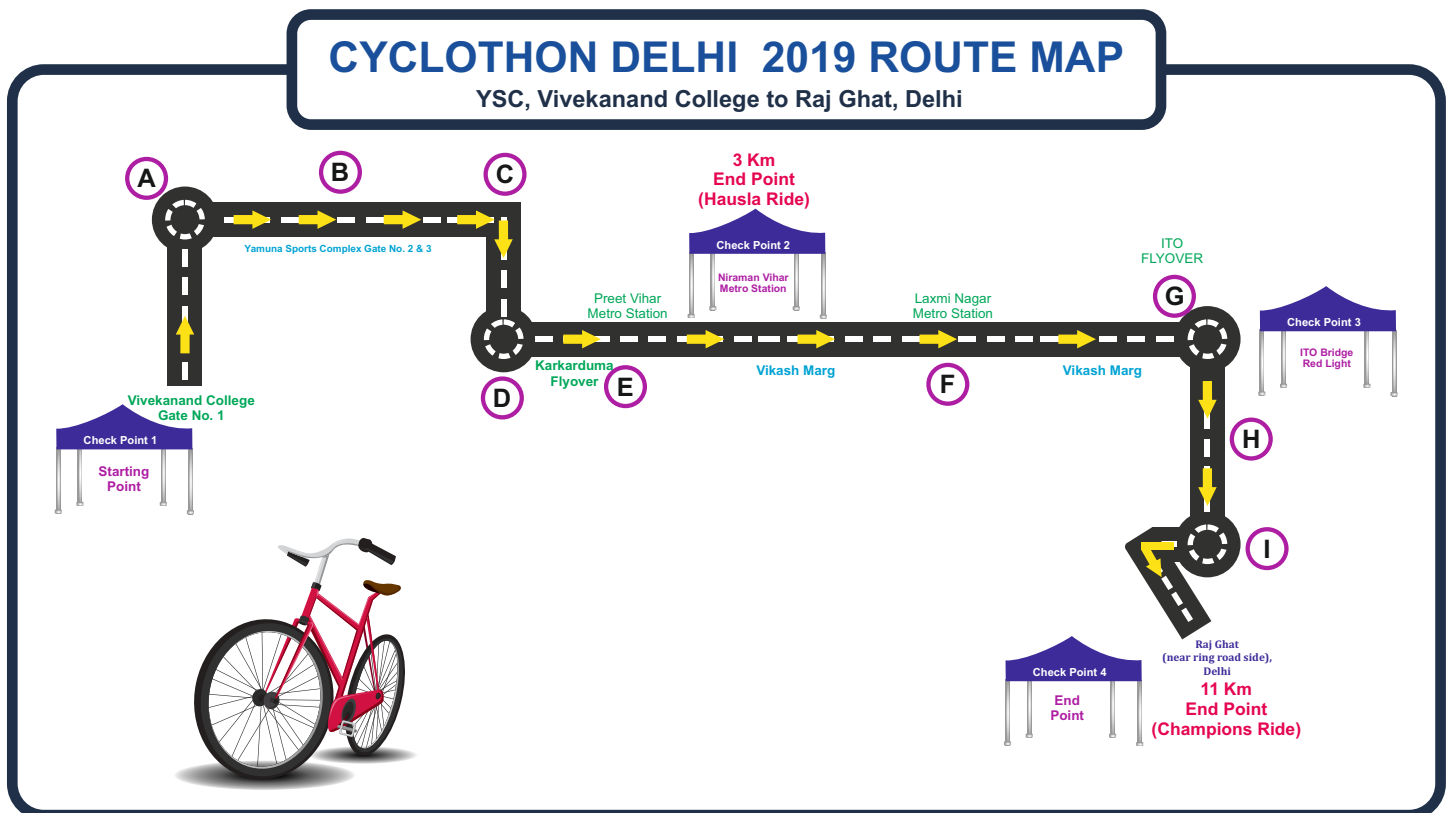 CYCLOTHON DELHI 2019 ROUTE MAP
YSC, Vivekanand College to Raj Ghat, Delhi
A
B
C
Yamuna Sports Complex Gate No. 2 & 3
3 Km
End Point
(Hausla Ride)
Check Point 2
Niraman Vihar
Metro Station
ITO
FLYOVER
G
Check Point 3
ITO Bridge
Red Light
Preet Vihar
Metro Station
Laxmi Nagar
Metro Station
Karkarduma
Flyover
D
E
Vikash Marg
F
Vikash Marg
Vivekanand College
Gate No. 1
Check Point 1
Starting
Point
H
I
Raj Ghat
(near ring road side),
Delhi
11 Km
End Point
(Champions Ride)
Check Point 4
End
Point